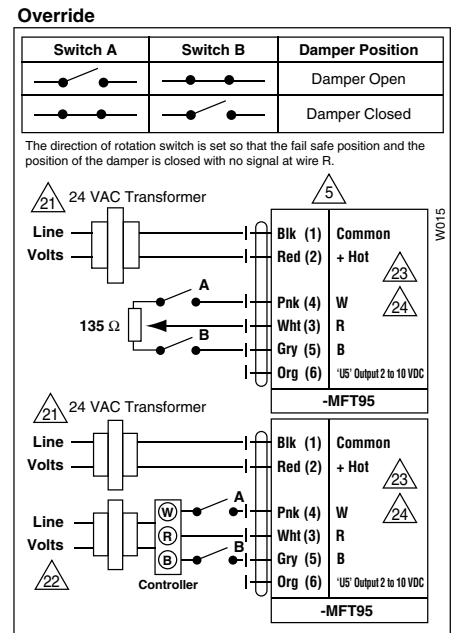 Override
Switch A Switch B Damper Position
Damper Open
Damper Closed
The direction of rotation switch is set so that the fail safe position and the
position of the damper is closed with no signal at wire R.
21 24 VAC Transformer 5
W015
Line Blk (1) Common
Volts Red (2) + Hot
23
A Pnk (4) W 24
135 Ω Wht (3) R
B Gry (5) B
Org (6) 'U5' Output 2 to 10 VDC
-MFT95
21 24 VAC Transformer
Line Blk (1) Common
Volts Red (2) + Hot
23
W A Pnk (4) W 24
Line R Wht (3) R
Volts B B Gry (5) B
22 Controller Org (6) 'U5' Output 2 to 10 VDC
-MFT95